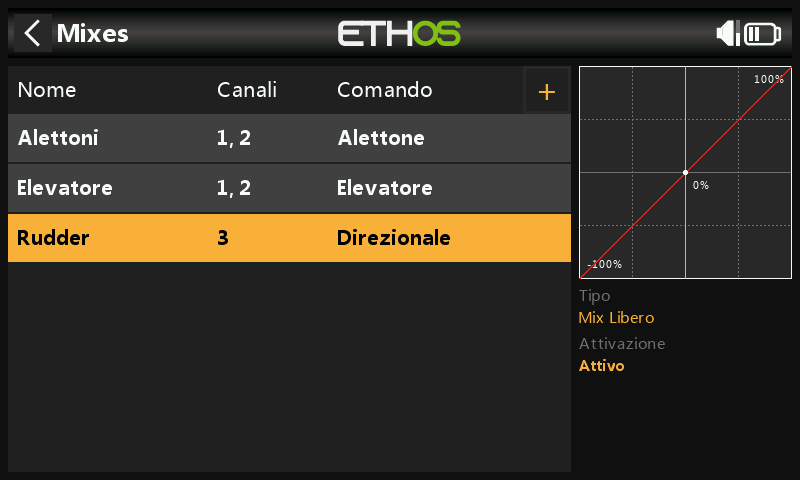 Mixes
ETHOS
Nome Canali Comando +
Alettoni 1, 2 Alettone
Elevatore 1, 2 Elevatore
Rudder 3 Direzionale
100%
0%
-100%
Tipo
Mix Libero
Attivazione
Attivo